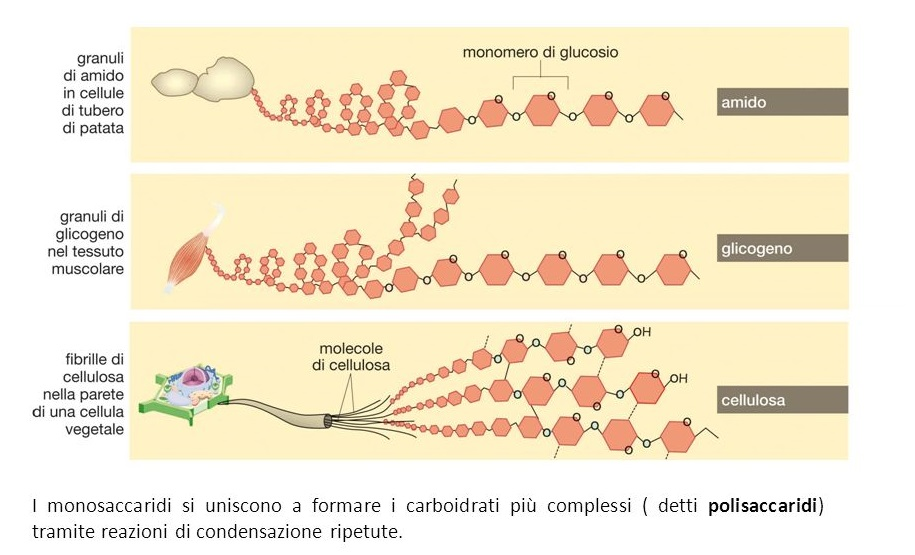 granuli
di amido
in cellule
di tubero
di patata
monomero di glucosio
O
O
O
O
O
O
O
O
amido
granuli di
glicogeno
nel tessuto
muscolare
O
O
O
O
O
O
O
O
O
O
O
glicogeno
fibrille di
cellulosa
nella parete
di una cellula
vegetale
molecole
di cellulosa
O
O
O
O
O
O
OH
O
O
O
O
O
O
OH
O
O
O
O
O
O
cellulosa
I monosaccaridi si uniscono a formare i carboidrati più complessi ( detti polisaccaridi)
tramite reazioni di condensazione ripetute.